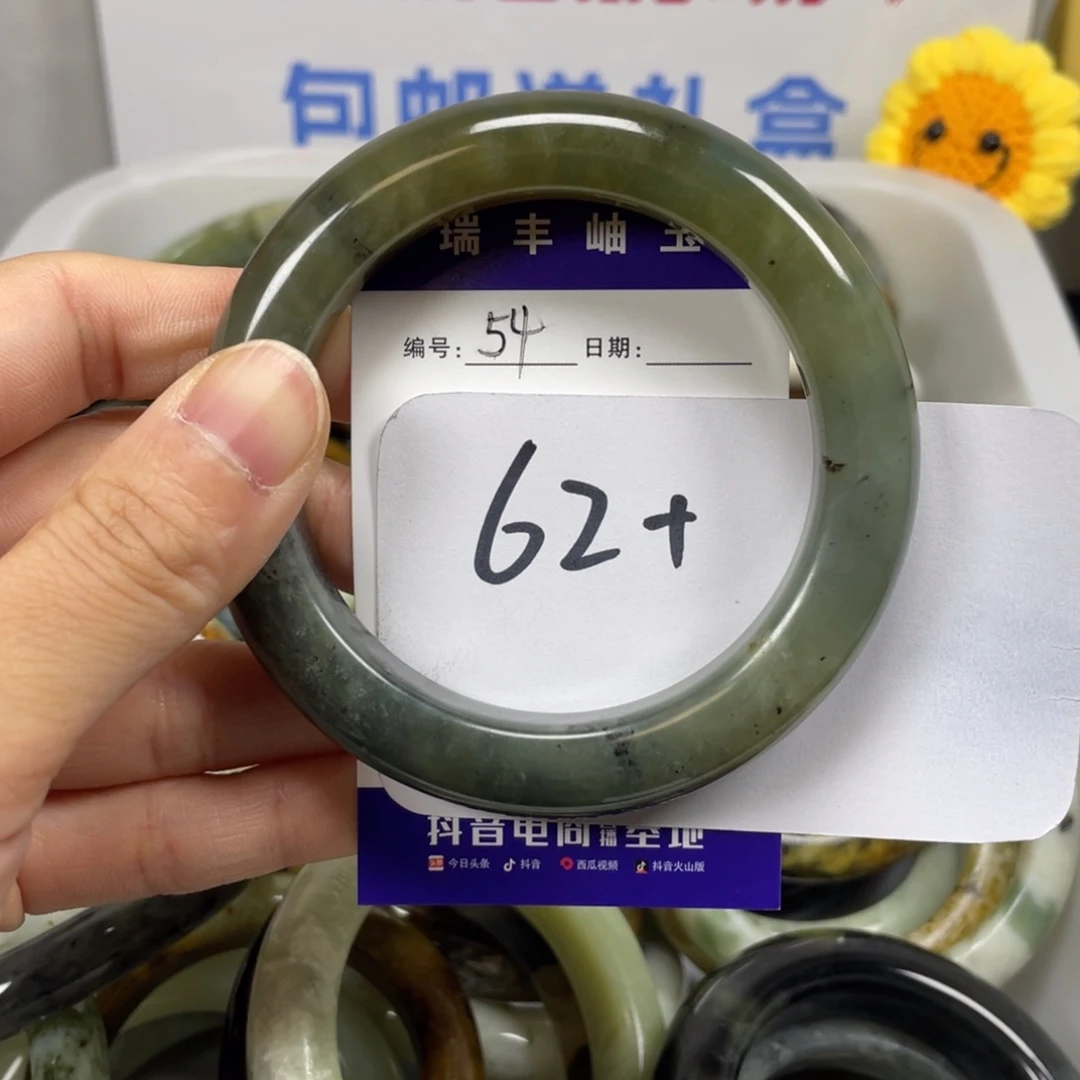 包邮送礼盒
瑞丰岫玉
编号：54 日期：
62+
抖音电商直播基地
今日头条 抖音 西瓜视频 抖音火山版